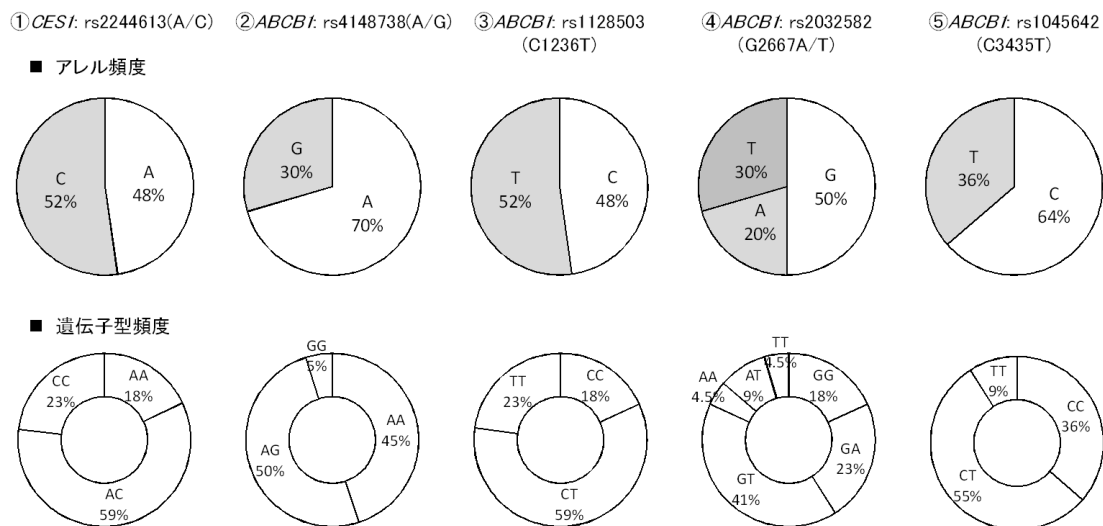 ①CES1: rs2244613(A/C)
②ABCB1: rs4148738(A/G)
③ABCB1: rs1128503
(C1236T)
④ABCB1: rs2032582
(G2667A/T)
⑤ABCB1: rs1045642
(C3435T)
■ アレル頻度
C
52%
A
48%
G
30%
A
70%
T
52%
C
48%
T
30%
A
20%
G
50%
T
36%
C
64%
■ 遺伝子型頻度
CC
23%
AA
18%
AC
59%
GG
5%
AA
45%
AG
50%
TT
23%
CC
18%
CT
59%
TT
4.5%
AA
4.5%
AT
9%
GG
18%
GA
23%
GT
41%
TT
9%
CC
36%
CT
55%